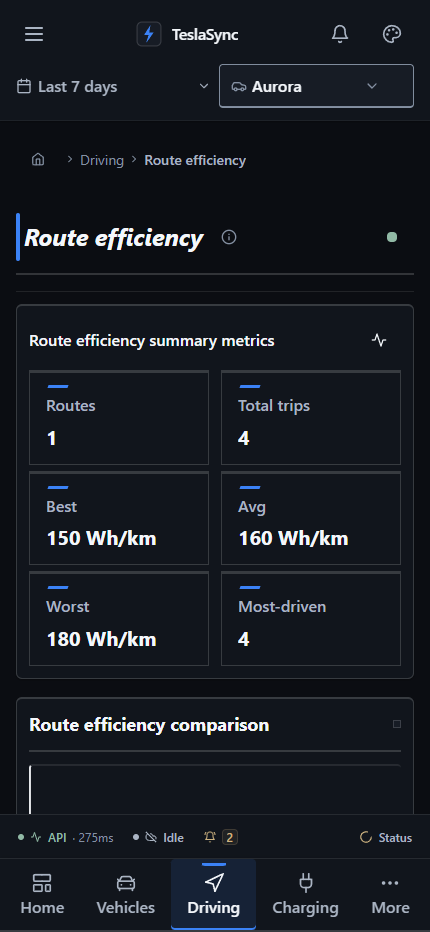 TeslaSync
Last 7 days
Aurora
Driving
Route efficiency
Route efficiency
Route efficiency summary metrics
Routes
1
Total trips
4
Best
150 Wh/km
Avg
160 Wh/km
Worst
180 Wh/km
Most-driven
4
Route efficiency comparison
API · 275ms
Idle
2
Status
Home
Vehicles
Driving
Charging
More